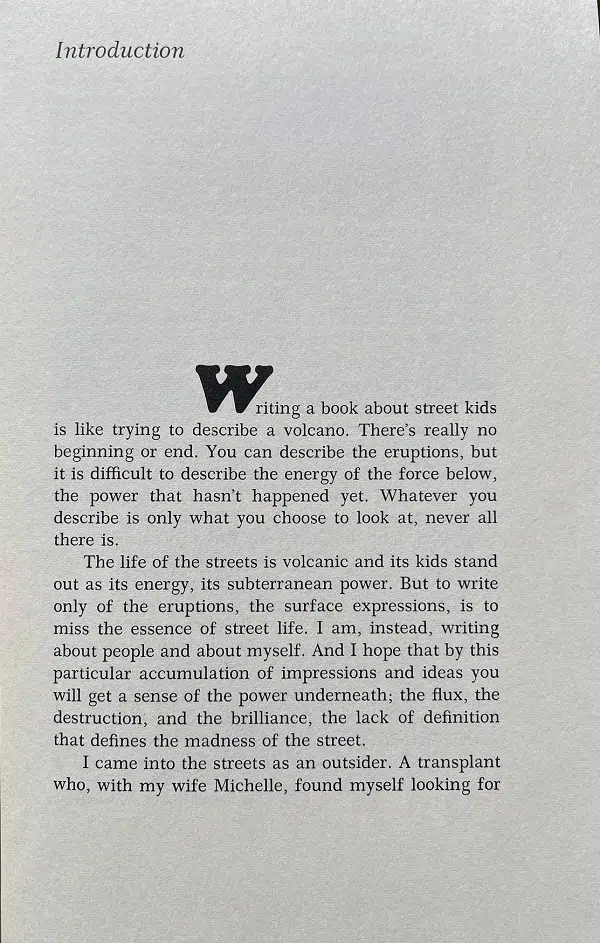 Introduction
Writing a book about street kids
is like trying to describe a volcano. There's really no
beginning or end. You can describe the eruptions, but
it is difficult to describe the energy of the force below,
the power that hasn't happened yet. Whatever you
describe is only what you choose to look at, never all
there is.
The life of the streets is volcanic and its kids stand
out as its energy, its subterranean power. But to write
only of the eruptions, the surface expressions, is to
miss the essence of street life. I am, instead, writing
about people and about myself. And I hope that by this
particular accumulation of impressions and ideas you
will get a sense of the power underneath; the flux, the
destruction, and the brilliance, the lack of definition
that defines the madness of the street.
I came into the streets as an outsider. A transplant
who, with my wife Michelle, found myself looking for